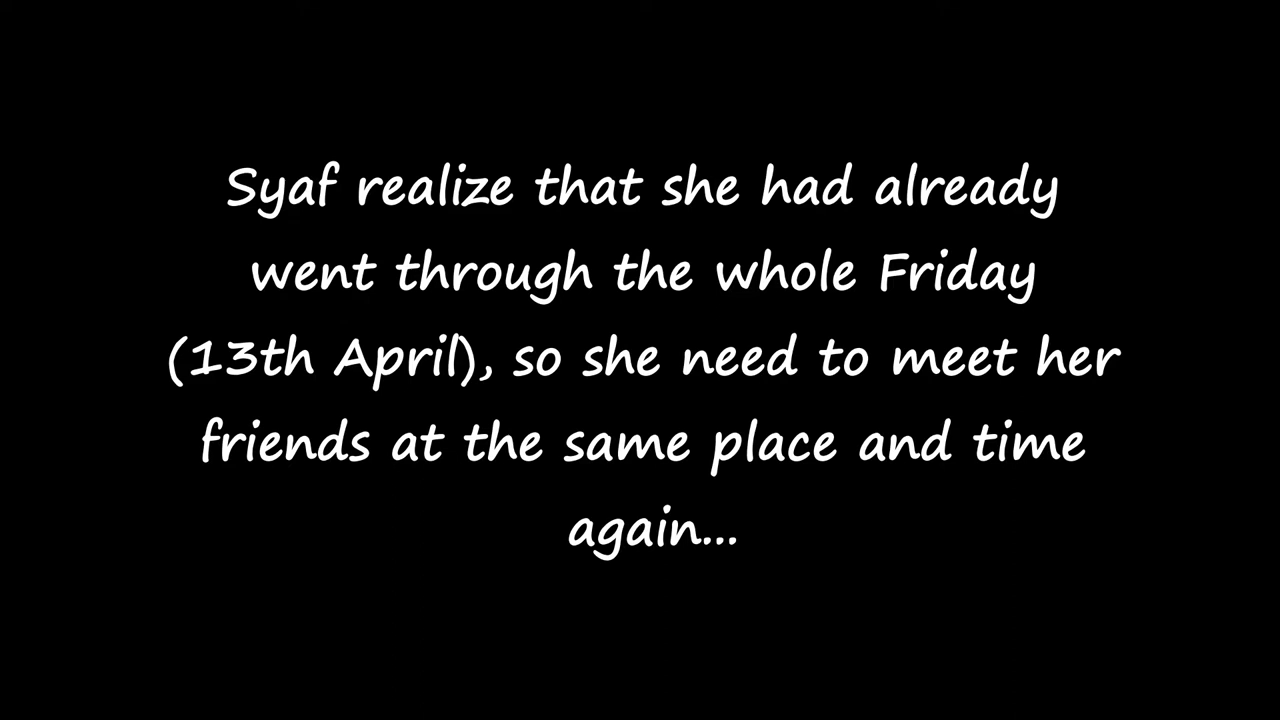 Syaf realize that she had already
went through the whole Friday
(13th April), so she need to meet her
friends at the same place and time
again...